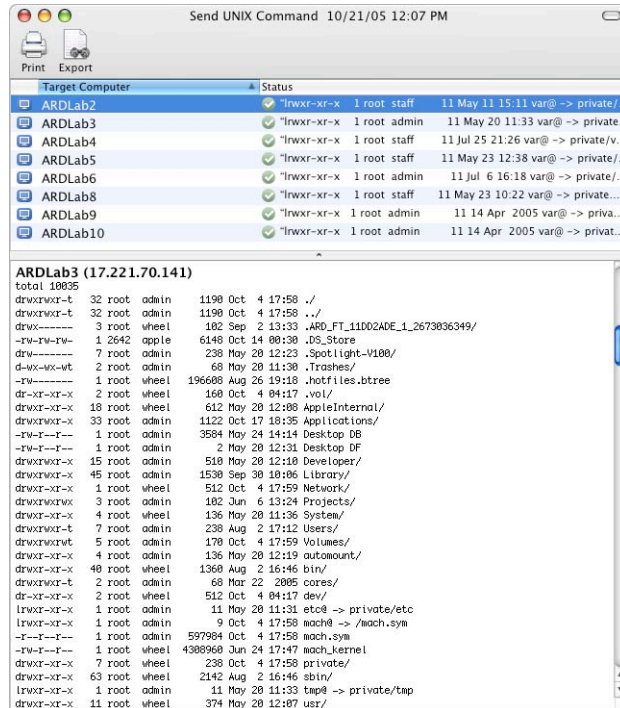 Send UNIX Command 10/21/05 12:07 PM
Print Export
Target Computer Status
ARDLab2 "lrwxr-xr-x 1 root staff 11 May 11 15:11 var@ -> private/
ARDLab3 "lrwxr-xr-x 1 root admin 11 May 20 11:33 var@ -> private.
ARDLab4 "lrwxr-xr-x 1 root staff 11 Jul 25 21:26 var@ -> private/v.
ARDLab5 "lrwxr-xr-x 1 root staff 11 May 23 12:38 var@ -> private/.
ARDLab6 "lrwxr-xr-x 1 root admin 11 Jul 6 16:18 var@ -> private/.
ARDLab8 "lrwxr-xr-x 1 root staff 11 May 23 10:22 var@ -> private...
ARDLab9 "lrwxr-xr-x 1 root admin 11 14 Apr 2005 var@ -> priva...
ARDLab10 "lrwxr-xr-x 1 root admin 11 14 Apr 2005 var@ -> privat..
ARDLab3 (17.221.70.141)
total 10035
drwxrwxr-t 32 root admin 1190 Oct 4 17:58 ./
drwxrwxr-t 32 root admin 1190 Oct 4 17:58 ../
drwx------ 3 root wheel 102 Sep 2 13:33 .ARD_FT_11DD2ADE_1_2673036349/
-rw-rw-rw- 1 2642 apple 6148 Oct 14 00:30 .DS_Store
drw------- 7 root admin 238 May 20 12:23 .Spotlight-V100/
d-wx-wx-wt 2 root admin 68 May 20 11:30 .Trashes/
-rw------- 1 root wheel 196608 Aug 26 19:18 .hotfiles.btree
dr-xr-xr-x 2 root wheel 160 Oct 4 04:17 .vol/
drwxr-xr-x 18 root wheel 612 May 20 12:08 AppleInternal/
drwxrwxr-x 33 root admin 1122 Oct 17 18:35 Applications/
-rw-r--r-- 1 root admin 3584 May 24 14:14 Desktop DB
-rw-r--r-- 1 root admin 2 May 20 12:31 Desktop DF
drwxrwxr-x 15 root admin 510 May 20 12:10 Developer/
drwxrwxr-x 45 root admin 1530 Sep 30 10:06 Library/
drwxr-xr-x 1 root wheel 512 Oct 4 17:59 Network/
drwxrwxrwx 3 root admin 102 Jun 6 13:24 Projects/
drwxr-xr-x 4 root wheel 136 May 20 11:36 System/
drwxrwxr-t 7 root admin 238 Aug 2 17:12 Users/
drwxrwxrwt 5 root admin 170 Oct 4 17:59 Volumes/
drwxr-xr-x 4 root admin 136 May 20 12:19 automount/
drwxr-xr-x 40 root wheel 1360 Aug 2 16:46 bin/
drwxrwxr-t 2 root admin 68 Mar 22 2005 cores/
dr-xr-xr-x 2 root wheel 512 Oct 4 04:17 dev/
lrwxr-xr-x 1 root admin 11 May 20 11:31 etc@ -> private/etc
lrwxr-xr-x 1 root admin 9 Oct 4 17:58 mach@ -> /mach.sym
-r--r--r-- 1 root admin 597984 Oct 4 17:58 mach.sym
-rw-r--r-- 1 root wheel 4308960 Jun 24 17:47 mach_kernel
drwxr-xr-x 7 root wheel 238 Oct 4 17:58 private/
drwxr-xr-x 63 root wheel 2142 Aug 2 16:46 sbin/
lrwxr-xr-x 1 root admin 11 May 20 11:33 tmp@ -> private/tmp
drwxr-xr-x 11 root wheel 374 May 20 12:07 usr/